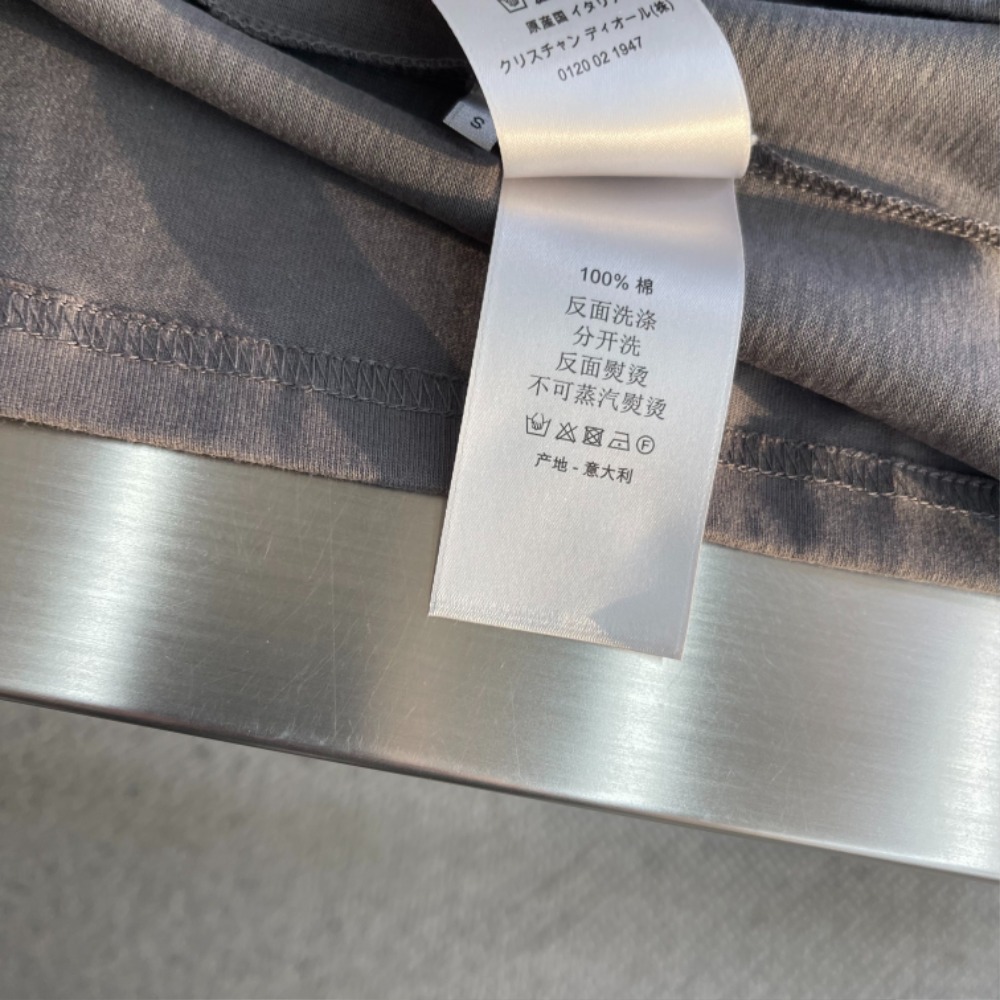 原産国 イタリア
クリスチャン ディオール(株)
0120 02 1947
S
100% 棉
反面洗涤
分开洗
反面熨烫
不可蒸汽熨烫
F
产地 - 意大利